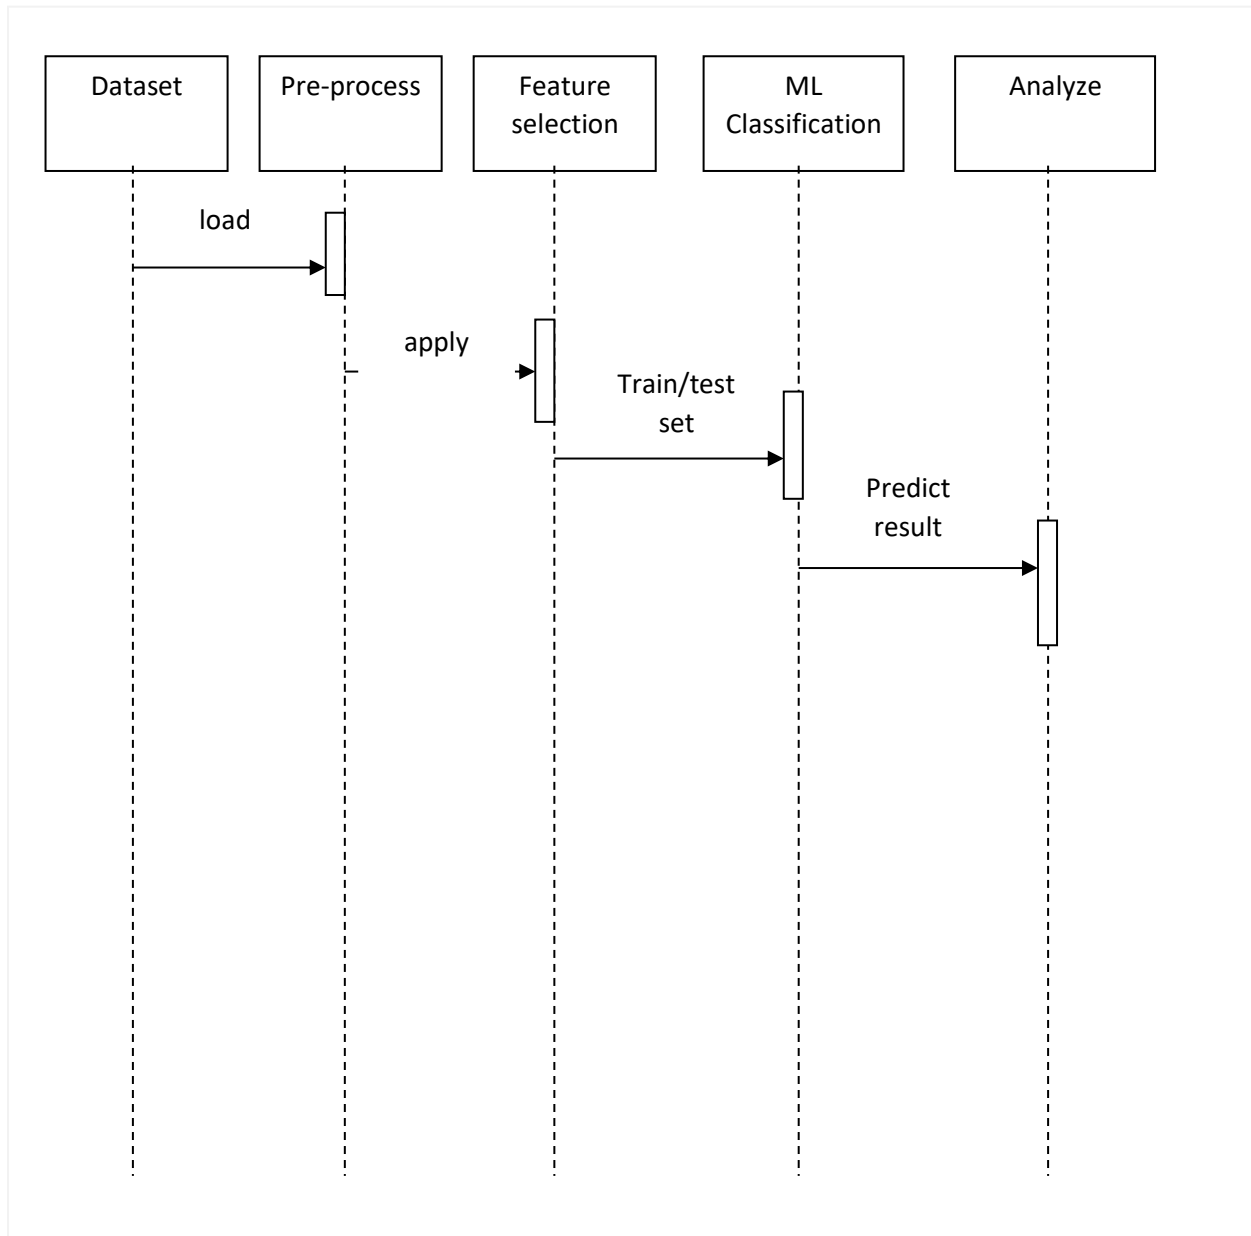 Dataset
Pre-process
Feature
selection
ML
Classification
Analyze
load
apply
Train/test
set
Predict
result